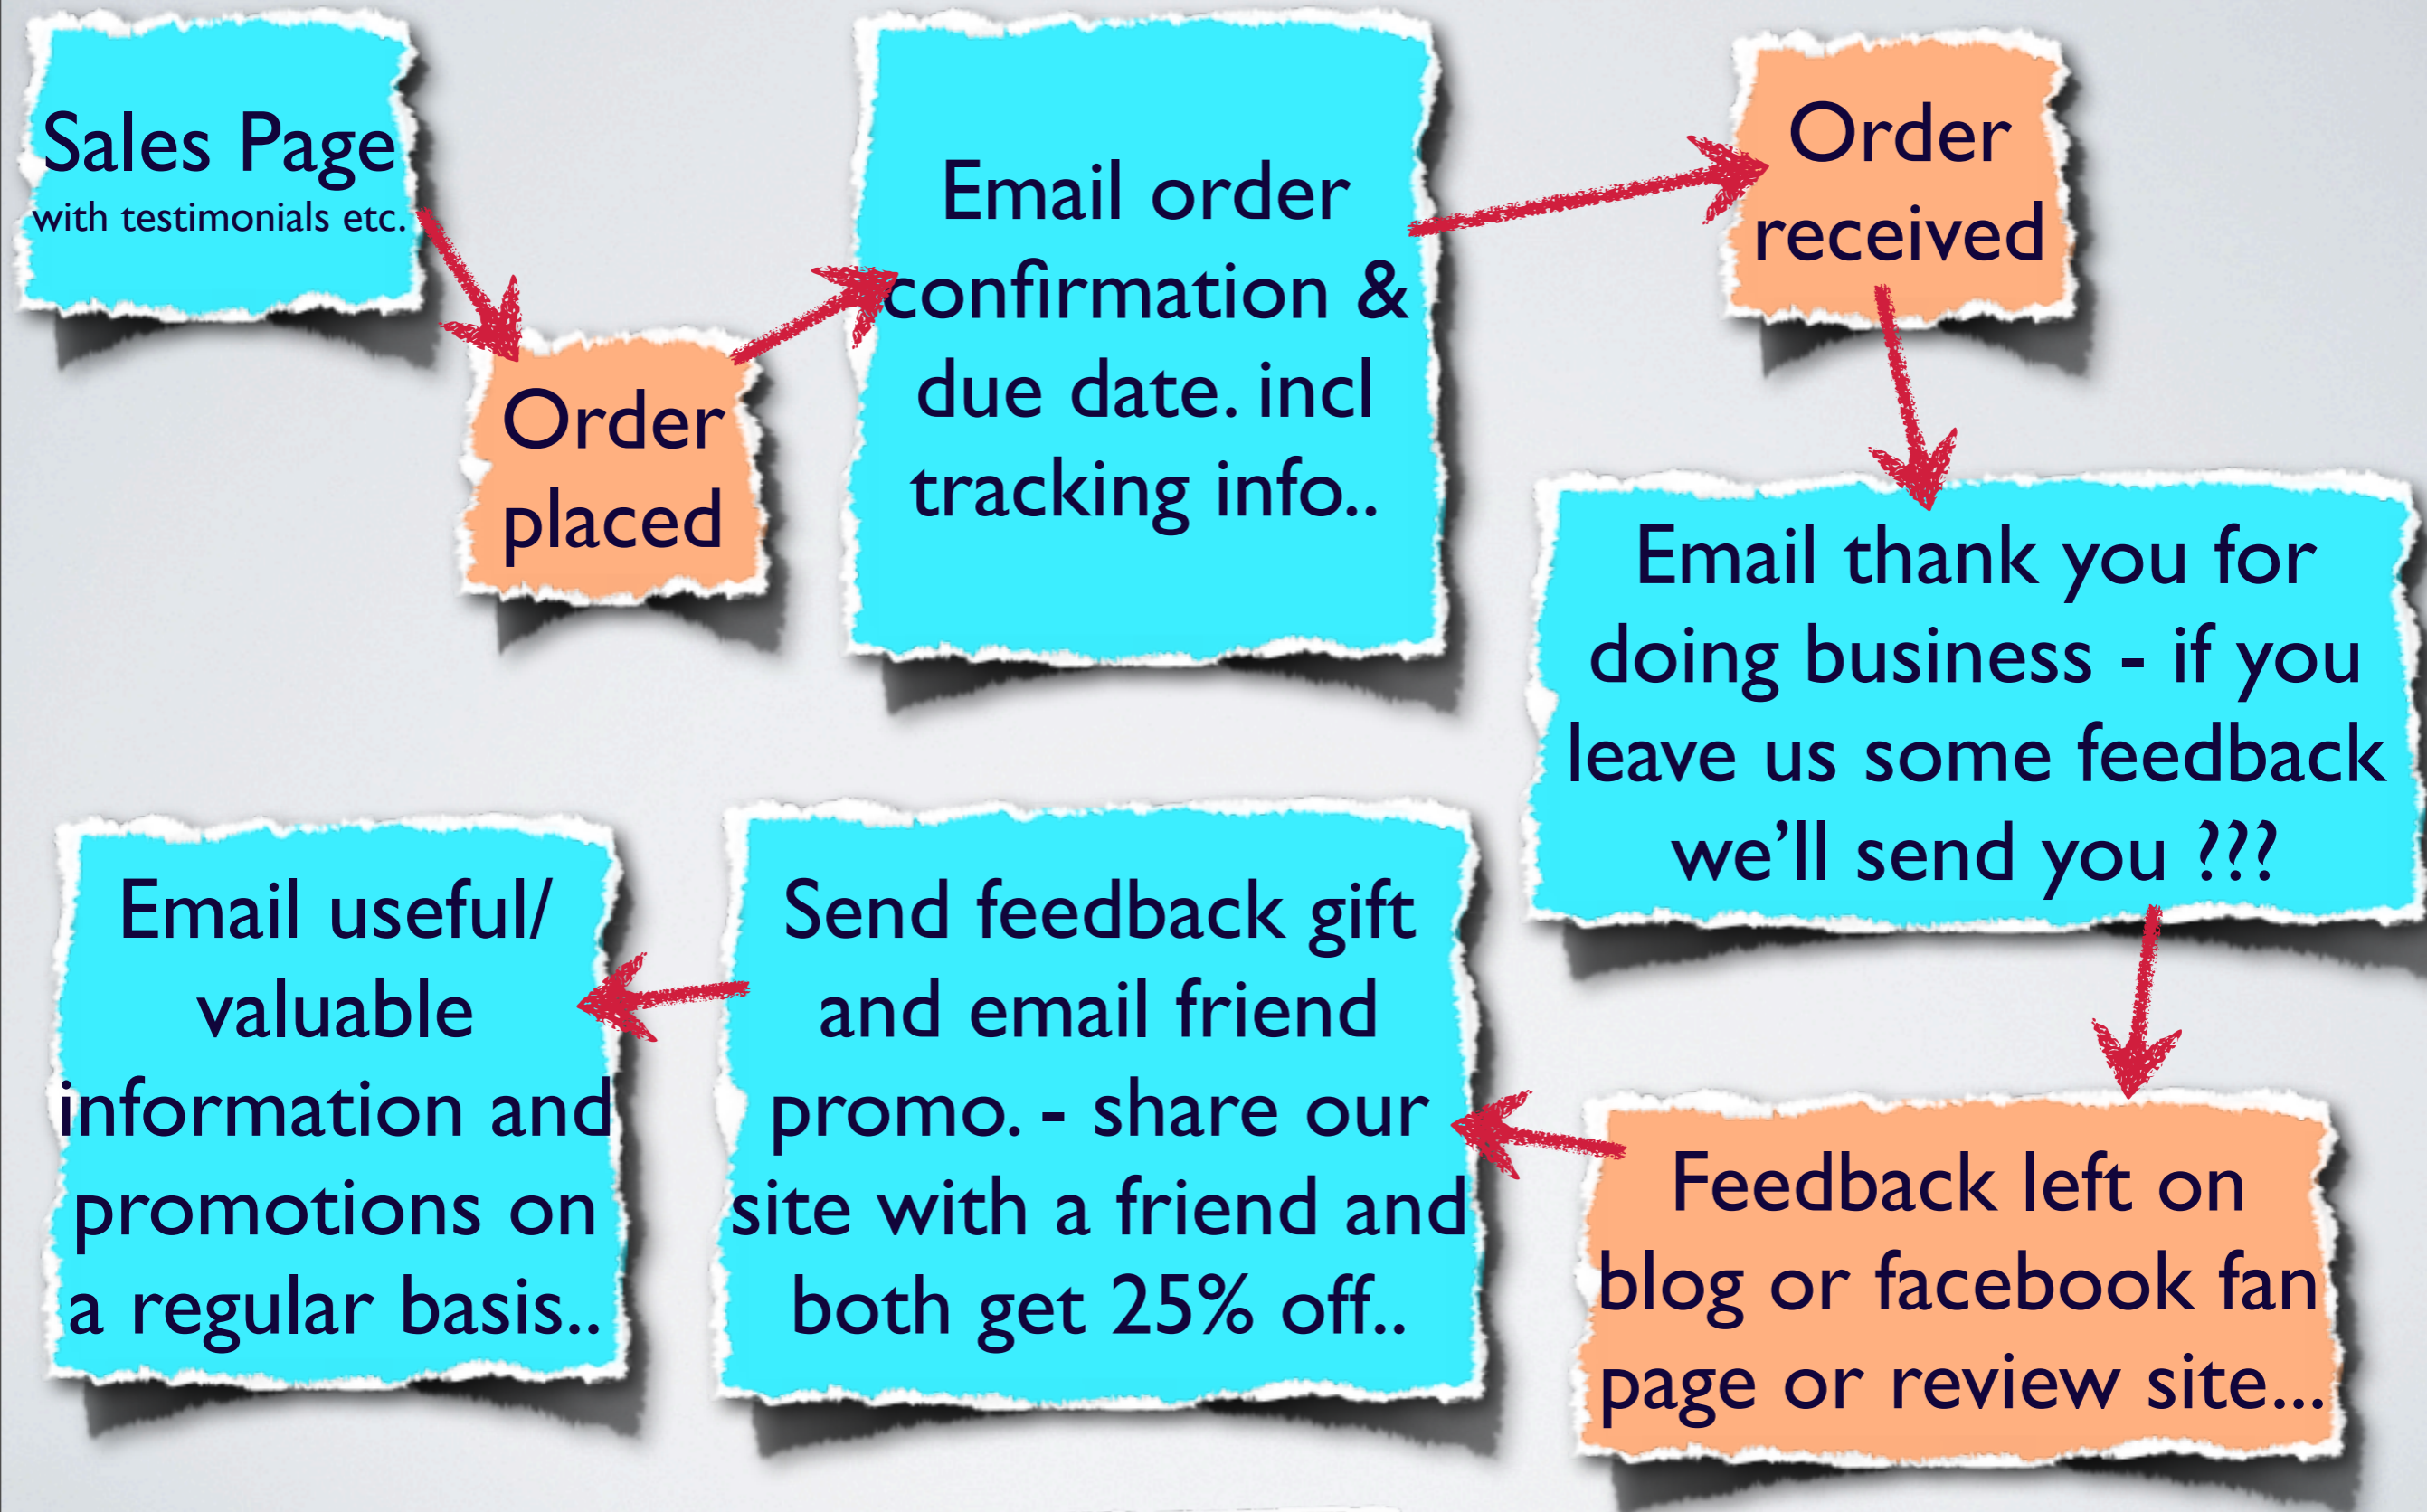 Sales Page
with testimonials etc.
Order
placed
Email order
confirmation &
due date. incl
tracking info..
Order
received
Email thank you for
doing business - if you
leave us some feedback
we’ll send you ???
Feedback left on
blog or facebook fan
page or review site...
Send feedback gift
and email friend
promo. - share our
site with a friend and
both get 25% off..
Email useful/
valuable
information and
promotions on
a regular basis..